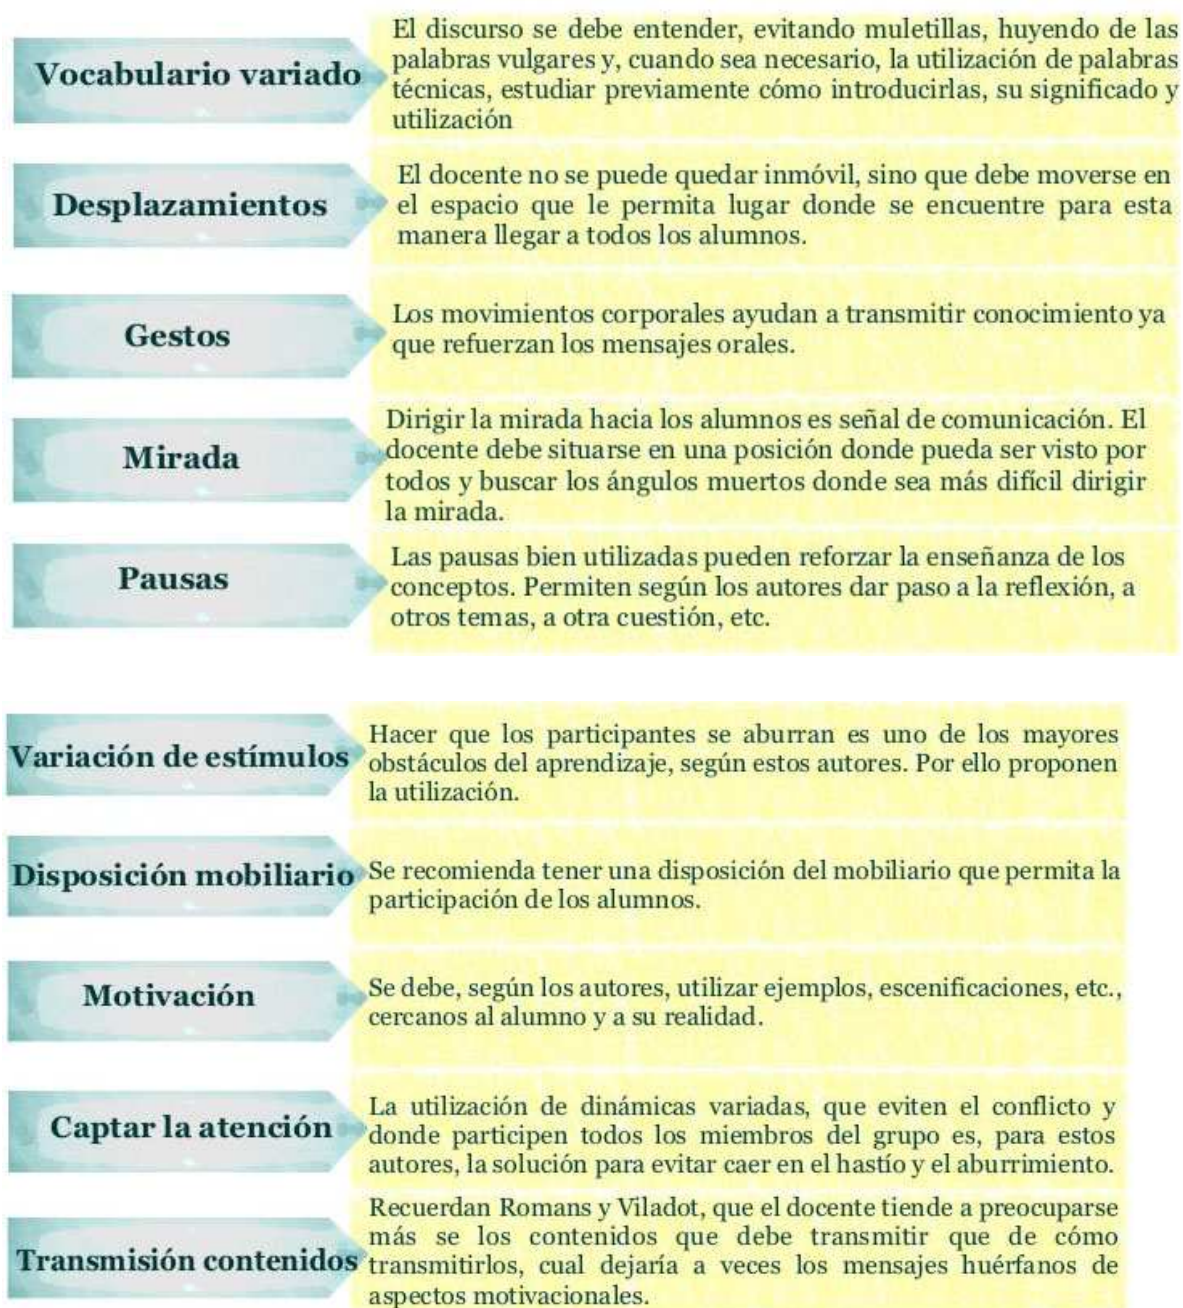 Vocabulario variado
El discurso se debe entender, evitando muletillas, huyendo de las
palabras vulgares y, cuando sea necesario, la utilización de palabras
técnicas, estudiar previamente cómo introducirlas, su significado y
utilización
Desplazamientos
El docente no se puede quedar inmóvil, sino que debe moverse en
el espacio que le permita lugar donde se encuentre para esta
manera llegar a todos los alumnos.
Gestos
Los movimientos corporales ayudan a transmitir conocimiento ya
que refuerzan los mensajes orales.
Mirada
Dirigir la mirada hacia los alumnos es señal de comunicación. El
docente debe situarse en una posición donde pueda ser visto por
todos y buscar los ángulos muertos donde sea más difícil dirigir
la mirada.
Pausas
Las pausas bien utilizadas pueden reforzar la enseñanza de los
conceptos. Permiten según los autores dar paso a la reflexión, a
otros temas, a otra cuestión, etc.
Variación de estímulos
Hacer que los participantes se aburran es uno de los mayores
obstáculos del aprendizaje, según estos autores. Por ello proponen
la utilización.
Disposición mobiliario
Se recomienda tener una disposición del mobiliario que permita la
participación de los alumnos.
Motivación
Se debe, según los autores, utilizar ejemplos, escenificaciones, etc.,
cercanos al alumno y a su realidad.
Captar la atención
La utilización de dinámicas variadas, que eviten el conflicto y
donde participen todos los miembros del grupo es, para estos
autores, la solución para evitar caer en el hastío y el aburrimiento.
Transmisión contenidos
Recuerdan Romans y Viladot, que el docente tiende a preocuparse
más se los contenidos que debe transmitir que de cómo
transmitirlos, cual dejaría a veces los mensajes huérfanos de
aspectos motivacionales.